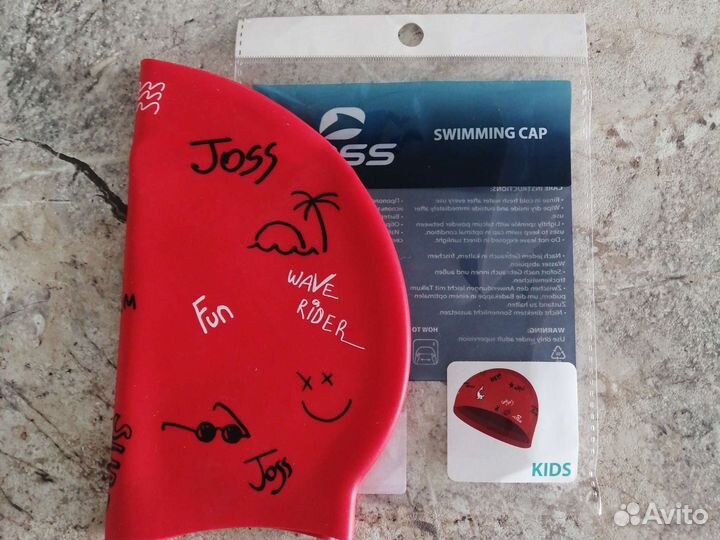 Joss
WAVE
RIDER
Fun
Joss
SWIMMING CAP
CARE INSTRUCTIONS:
• Rinse in cold fresh water after every use.
• Wipe dry inside and outside immediately after
use.
• Lightly sprinkle with talcum powder between
uses to keep swim cap in optimal condition.
• Do not leave exposed in direct sunlight.
• Nach jedem Gebrauch in kaltem, frischem
Wasser abspülen.
• Sofort nach Gebrauch innen und außen
trockenwischen.
• Zwischen den Anwendungen leicht mit Talkum
pudern, um die Badekappe in einem optimalen
Zustand zu halten.
• Nicht direktem Sonnenlicht aussetzen.
WARNING:
Use only under adult supervision.
HOW TO
KIDS
Avito